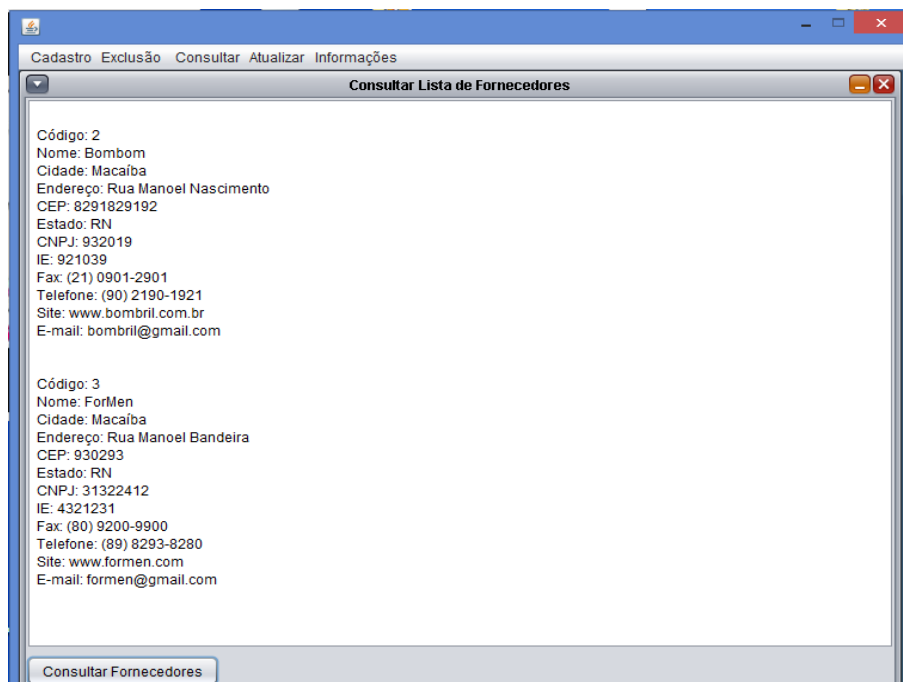 Cadastro Exclusão Consultar Atualizar Informações
Consultar Lista de Fornecedores
Código: 2
Nome: Bombom
Cidade: Macaíba
Endereço: Rua Manoel Nascimento
CEP: 8291829192
Estado: RN
CNPJ: 932019
IE: 921039
Fax: (21) 0901-2901
Telefone: (90) 2190-1921
Site: www.bombril.com.br
E-mail: bombril@gmail.com
Código: 3
Nome: ForMen
Cidade: Macaíba
Endereço: Rua Manoel Bandeira
CEP: 930293
Estado: RN
CNPJ: 31322412
IE: 4321231
Fax: (80) 9200-9900
Telefone: (89) 8293-8280
Site: www.formen.com
E-mail: formen@gmail.com
Consultar Fornecedores